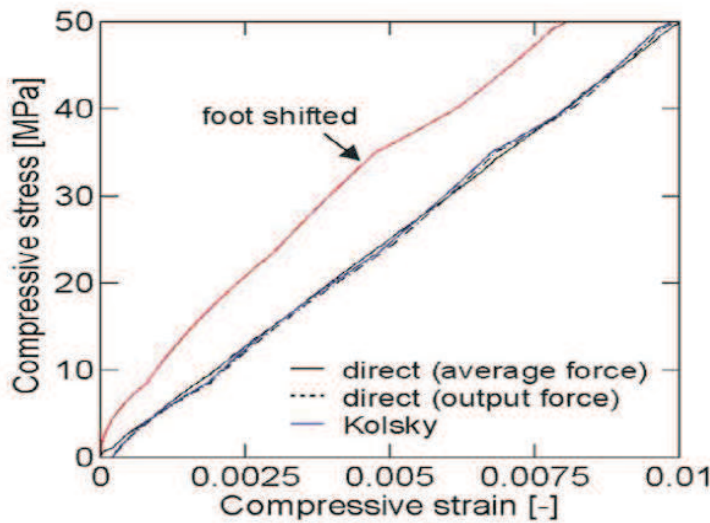 Compressive stress [MPa]
50
40
30
20
10
0
foot shifted
direct (average force)
direct (output force)
Kolsky
0 0.0025 0.005 0.0075 0.01
Compressive strain [-]